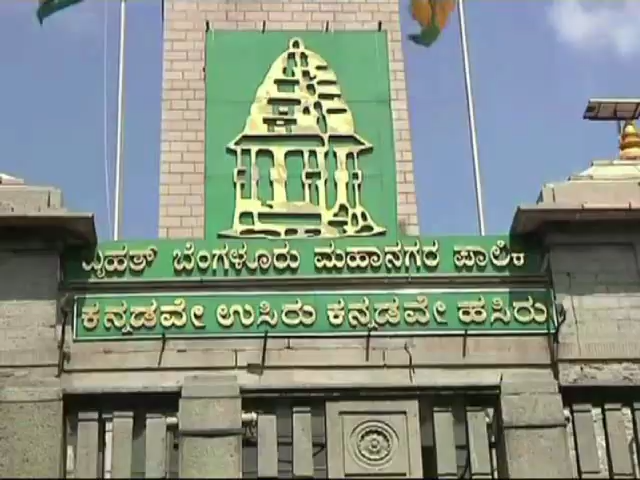 ಬೃಹತ್ ಬೆಂಗಳೂರು ಮಹಾನಗರ ಪಾಲಿಕೆ
ಕನ್ನಡವೇ ಉಸಿರು ಕನ್ನಡವೇ ಹಸಿರು